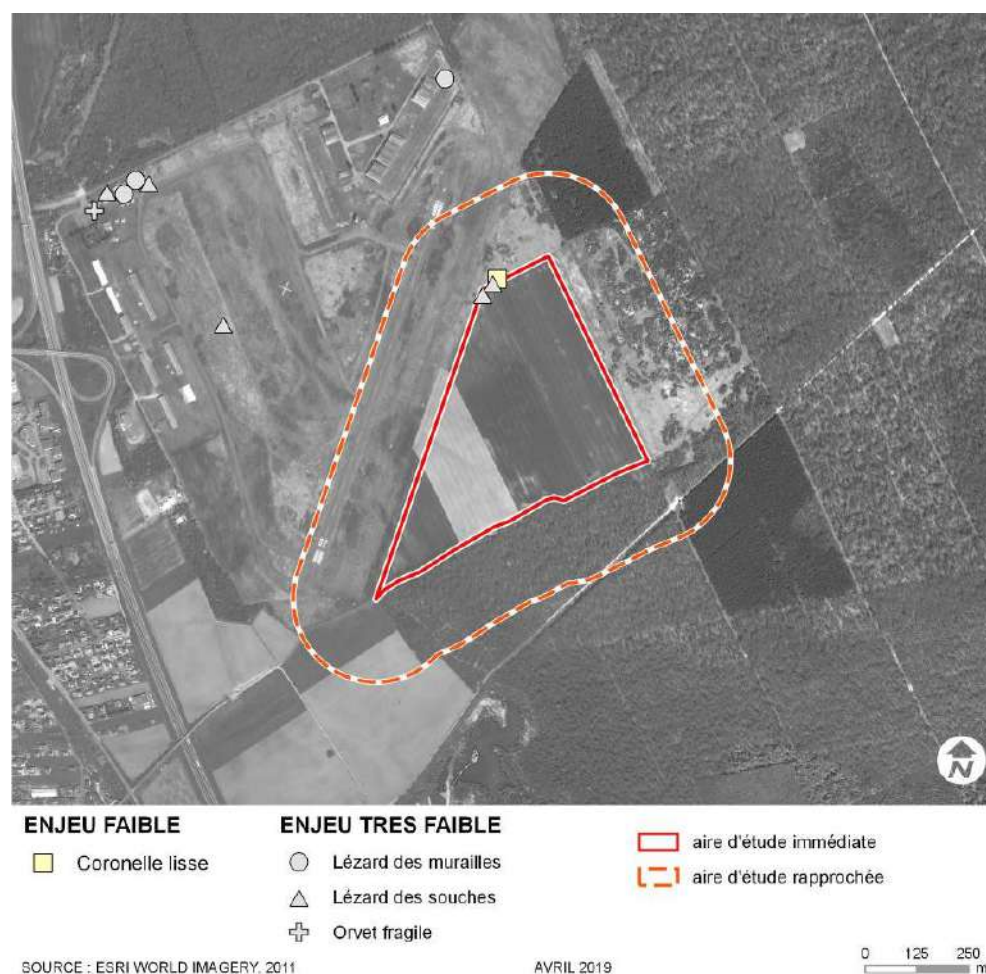 N
ENJEU FAIBLE
Coronelle lisse
ENJEU TRES FAIBLE
Lézard des murailles
Lézard des souches
Orvet fragile
aire d'étude immédiate
aire d'étude rapprochée
SOURCE : ESRI WORLD IMAGERY, 2011
AVRIL 2019
0 125 250
m